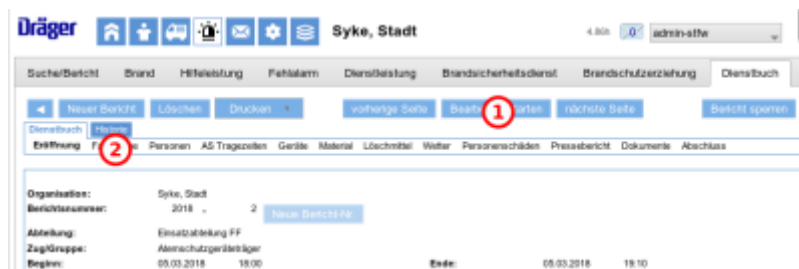 Dräger Syke, Stadt admin-stfw
Suche/Bericht Brand Hilfeleistung Fehlalarm Dienstleistung Brandsicherheitsdienst Brandschutzerziehung Dienstbuch
Neuer Bericht Löschen Drucken vorherige Seite 1 nächste Seite Bericht sperren
Dienstbuch Historie
Eröffnung 2 Personen AS Tragezeiten Geräte Material Löschmittel Wetter Personenschäden Pressebericht Dokumente Abschluss
Organisation: Syke, Stadt
Berichtsnummer: 2018 , 2 Neue Bericht-Nr.
Abteilung: Einsatzabteilung FF
Zug/Gruppe: Atemschutzgeräteträger
Beginn: 05.03.2018 18:00 Ende: 05.03.2018 19:10